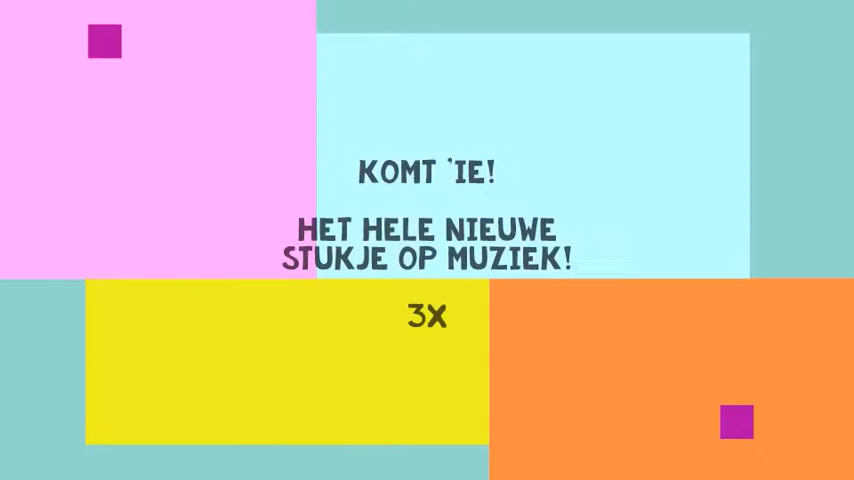 KOMT 'IE!
HET HELE NIEUWE
STUKJE OP MUZIEK!
3X